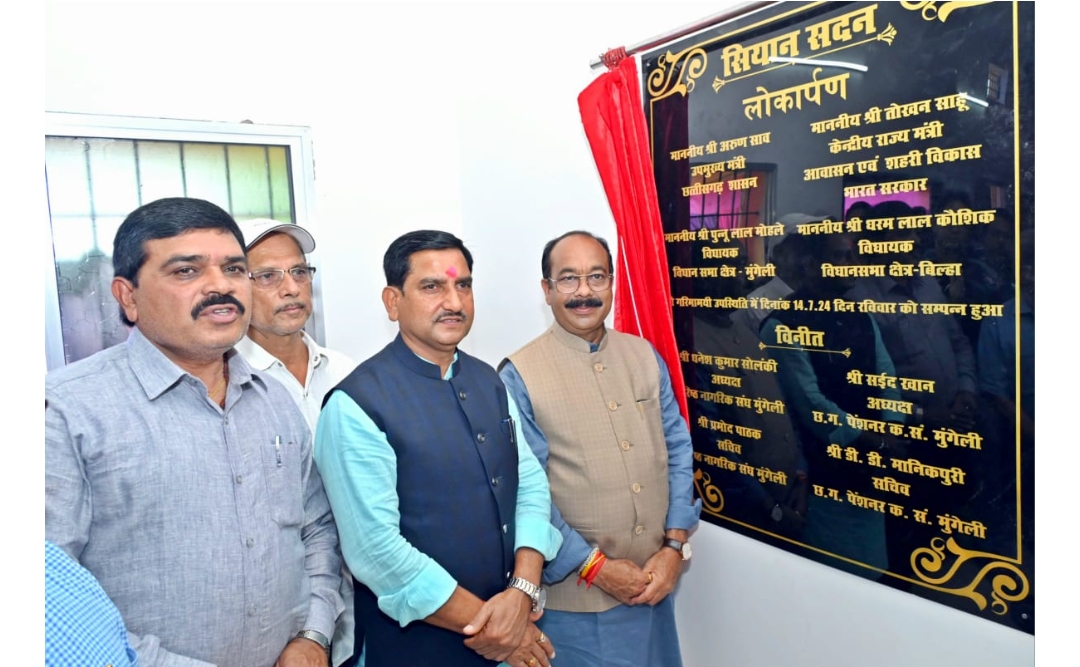 सियान सदन
लोकार्पण
माननीय श्री अरुण साव
उपमुख्य मंत्री
छत्तीसगढ़ शासन
माननीय श्री तोखन साहू
केन्द्रीय राज्य मंत्री
आवासन एवं शहरी विकास
भारत सरकार
माननीय श्री पुन्नू लाल मोहले
विधायक
विधान सभा क्षेत्र - मुंगेली
माननीय श्री धरम लाल कौशिक
विधायक
विधानसभा क्षेत्र-बिल्हा
गरिमामयी उपस्थिति में दिनांक 14.7.24 दिन रविवार को सम्पन्न हुआ
विनीत
श्री घनेश कुमार सोलंकी
अध्यक्ष
नागरिक संघ मुंगेली
श्री प्रमोद पाठक
सचिव
नागरिक संघ मुंगेली
श्री सईद खान
अध्यक्ष
छ.ग. पेंशनर क.सं. मुंगेली
श्री डी. डी. मानिकपुरी
सचिव
छ.ग. पेंशनर क. सं. मुंगेली